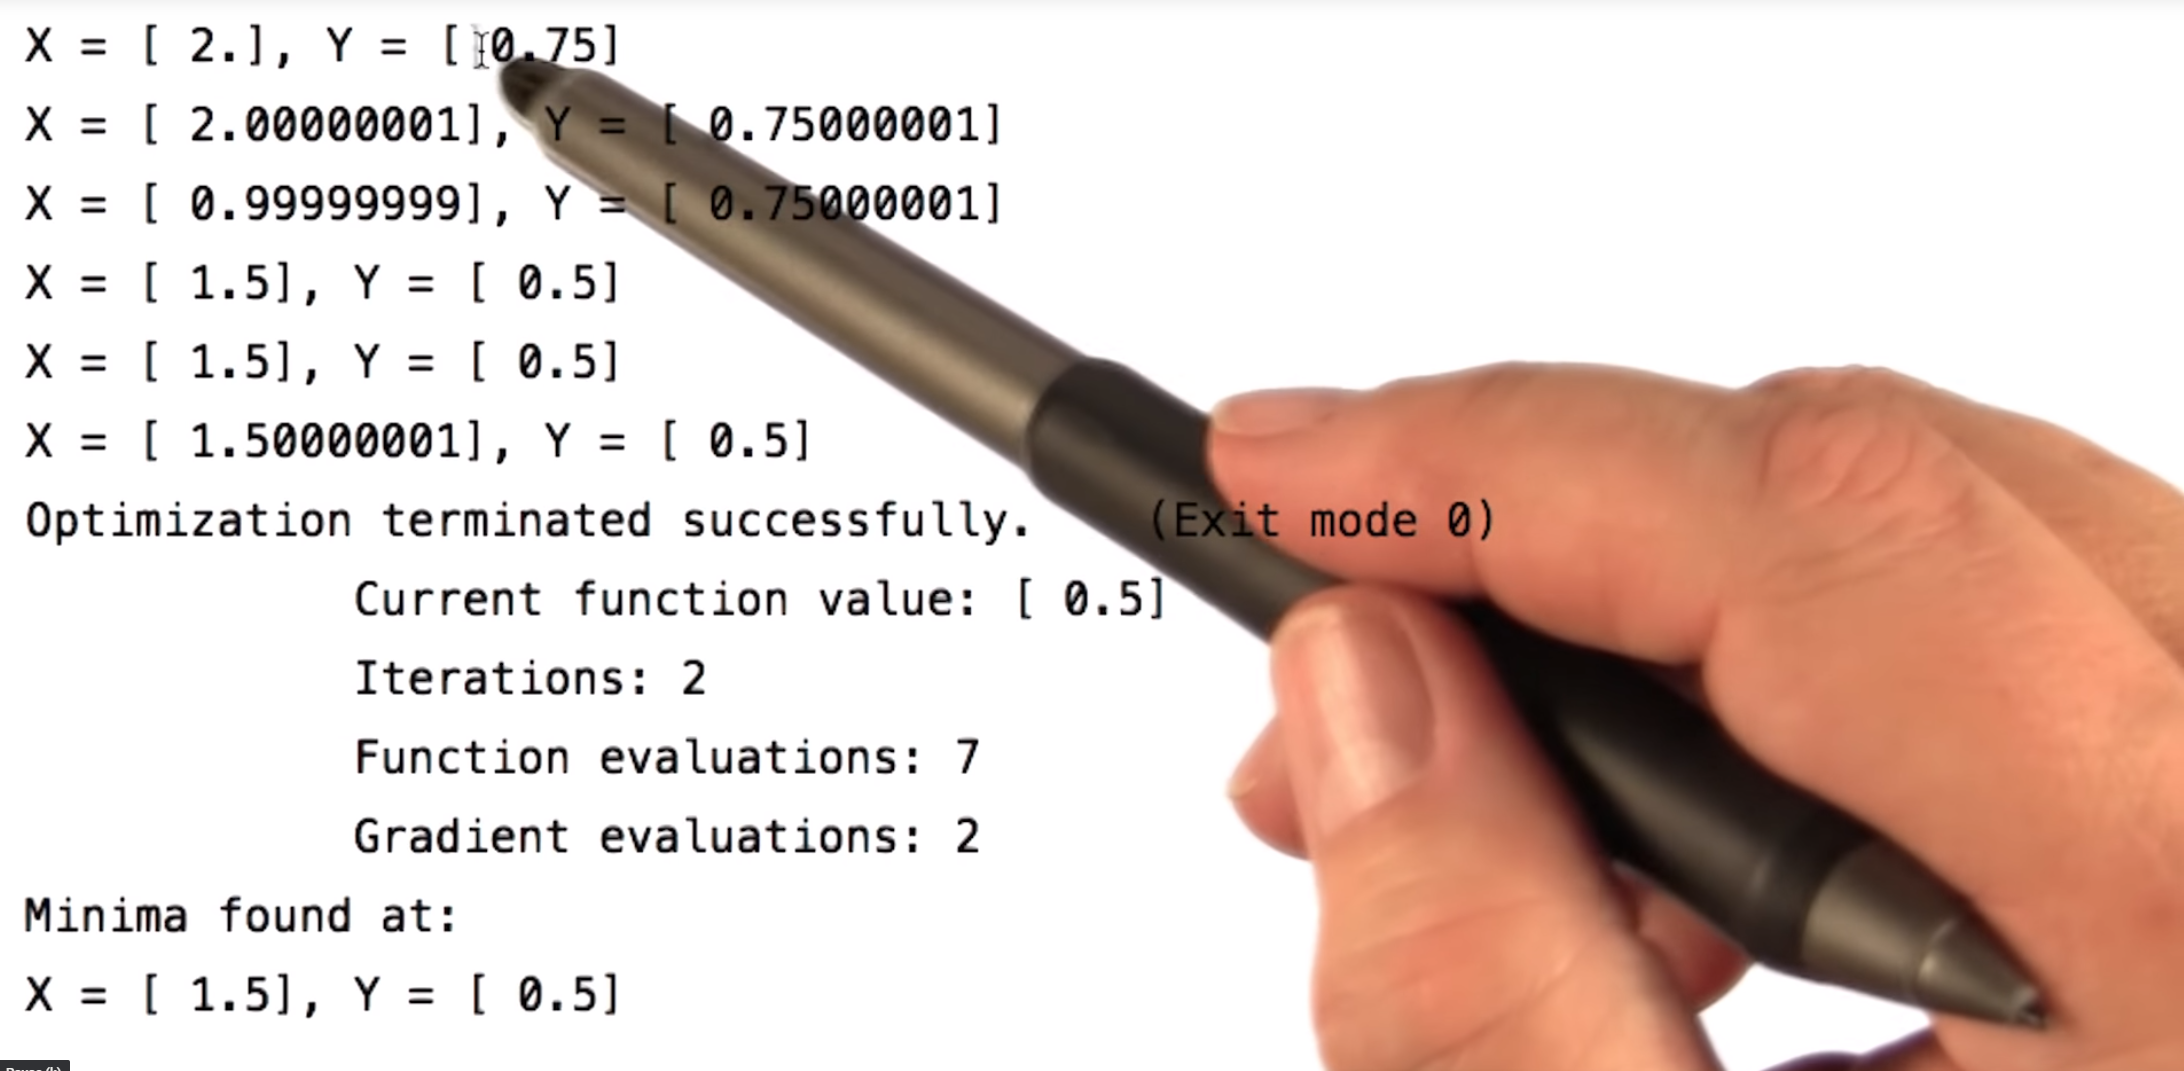 X = [ 2.], Y = [ 0.75]
X = [ 2.00000001], Y = [ 0.75000001]
X = [ 0.99999999], Y = [ 0.75000001]
X = [ 1.5], Y = [ 0.5]
X = [ 1.5], Y = [ 0.5]
X = [ 1.50000001], Y = [ 0.5]
Optimization terminated successfully. (Exit mode 0)
Current function value: [ 0.5]
Iterations: 2
Function evaluations: 7
Gradient evaluations: 2
Minima found at:
X = [ 1.5], Y = [ 0.5]